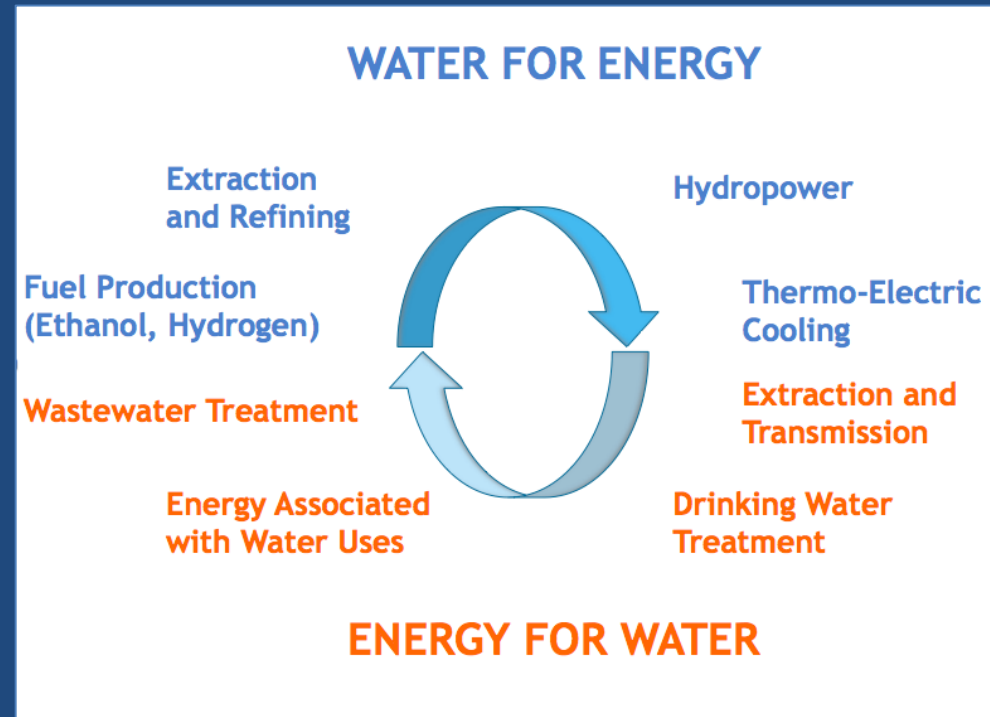 WATER FOR ENERGY
Extraction
and Refining
Hydropower
Fuel Production
(Ethanol, Hydrogen)
Thermo-Electric
Cooling
Wastewater Treatment
Extraction and
Transmission
Energy Associated
with Water Uses
Drinking Water
Treatment
ENERGY FOR WATER